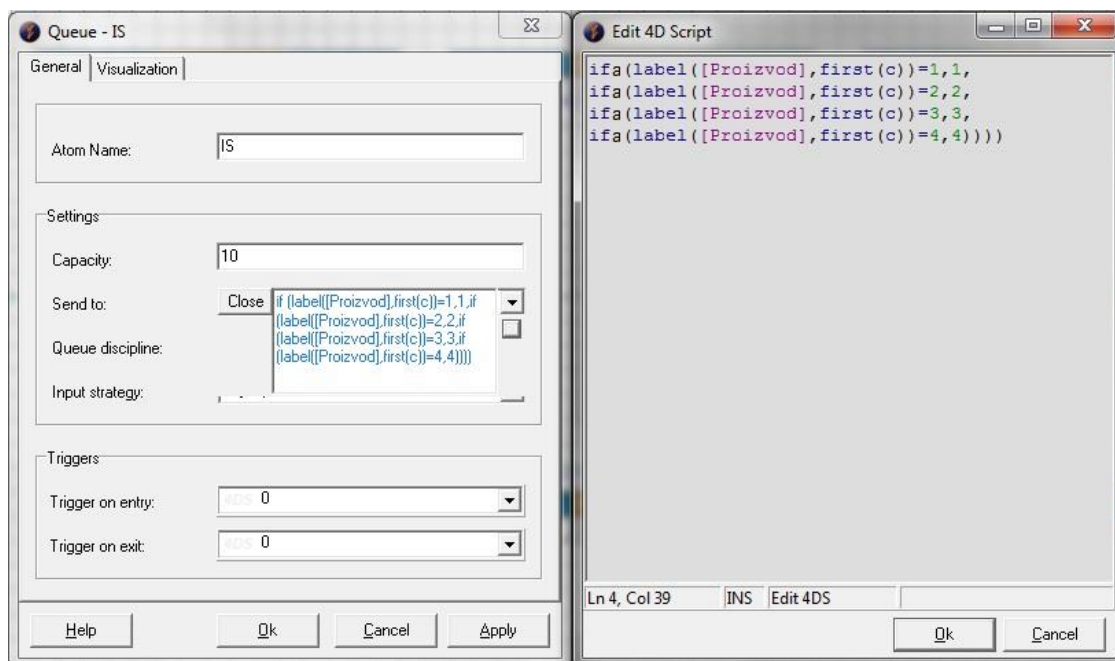 Queue - IS
General
Visualization
Atom Name:
IS
Settings
Capacity:
10
Send to:
Close
if (label([Proizvod],first(c))=1,1,if
(label([Proizvod],first(c))=2,2,if
(label([Proizvod],first(c))=3,3,if
(label([Proizvod],first(c))=4,4))))
Queue discipline:
Input strategy:
Triggers
Trigger on entry:
4DS 0
Trigger on exit:
4DS 0
Help
Ok
Cancel
Apply
Edit 4D Script
ifa(label([Proizvod],first(c))=1,1,
ifa(label([Proizvod],first(c))=2,2,
ifa(label([Proizvod],first(c))=3,3,
ifa(label([Proizvod],first(c))=4,4))))
Ln 4, Col 39
INS
Edit 4DS
Ok
Cancel